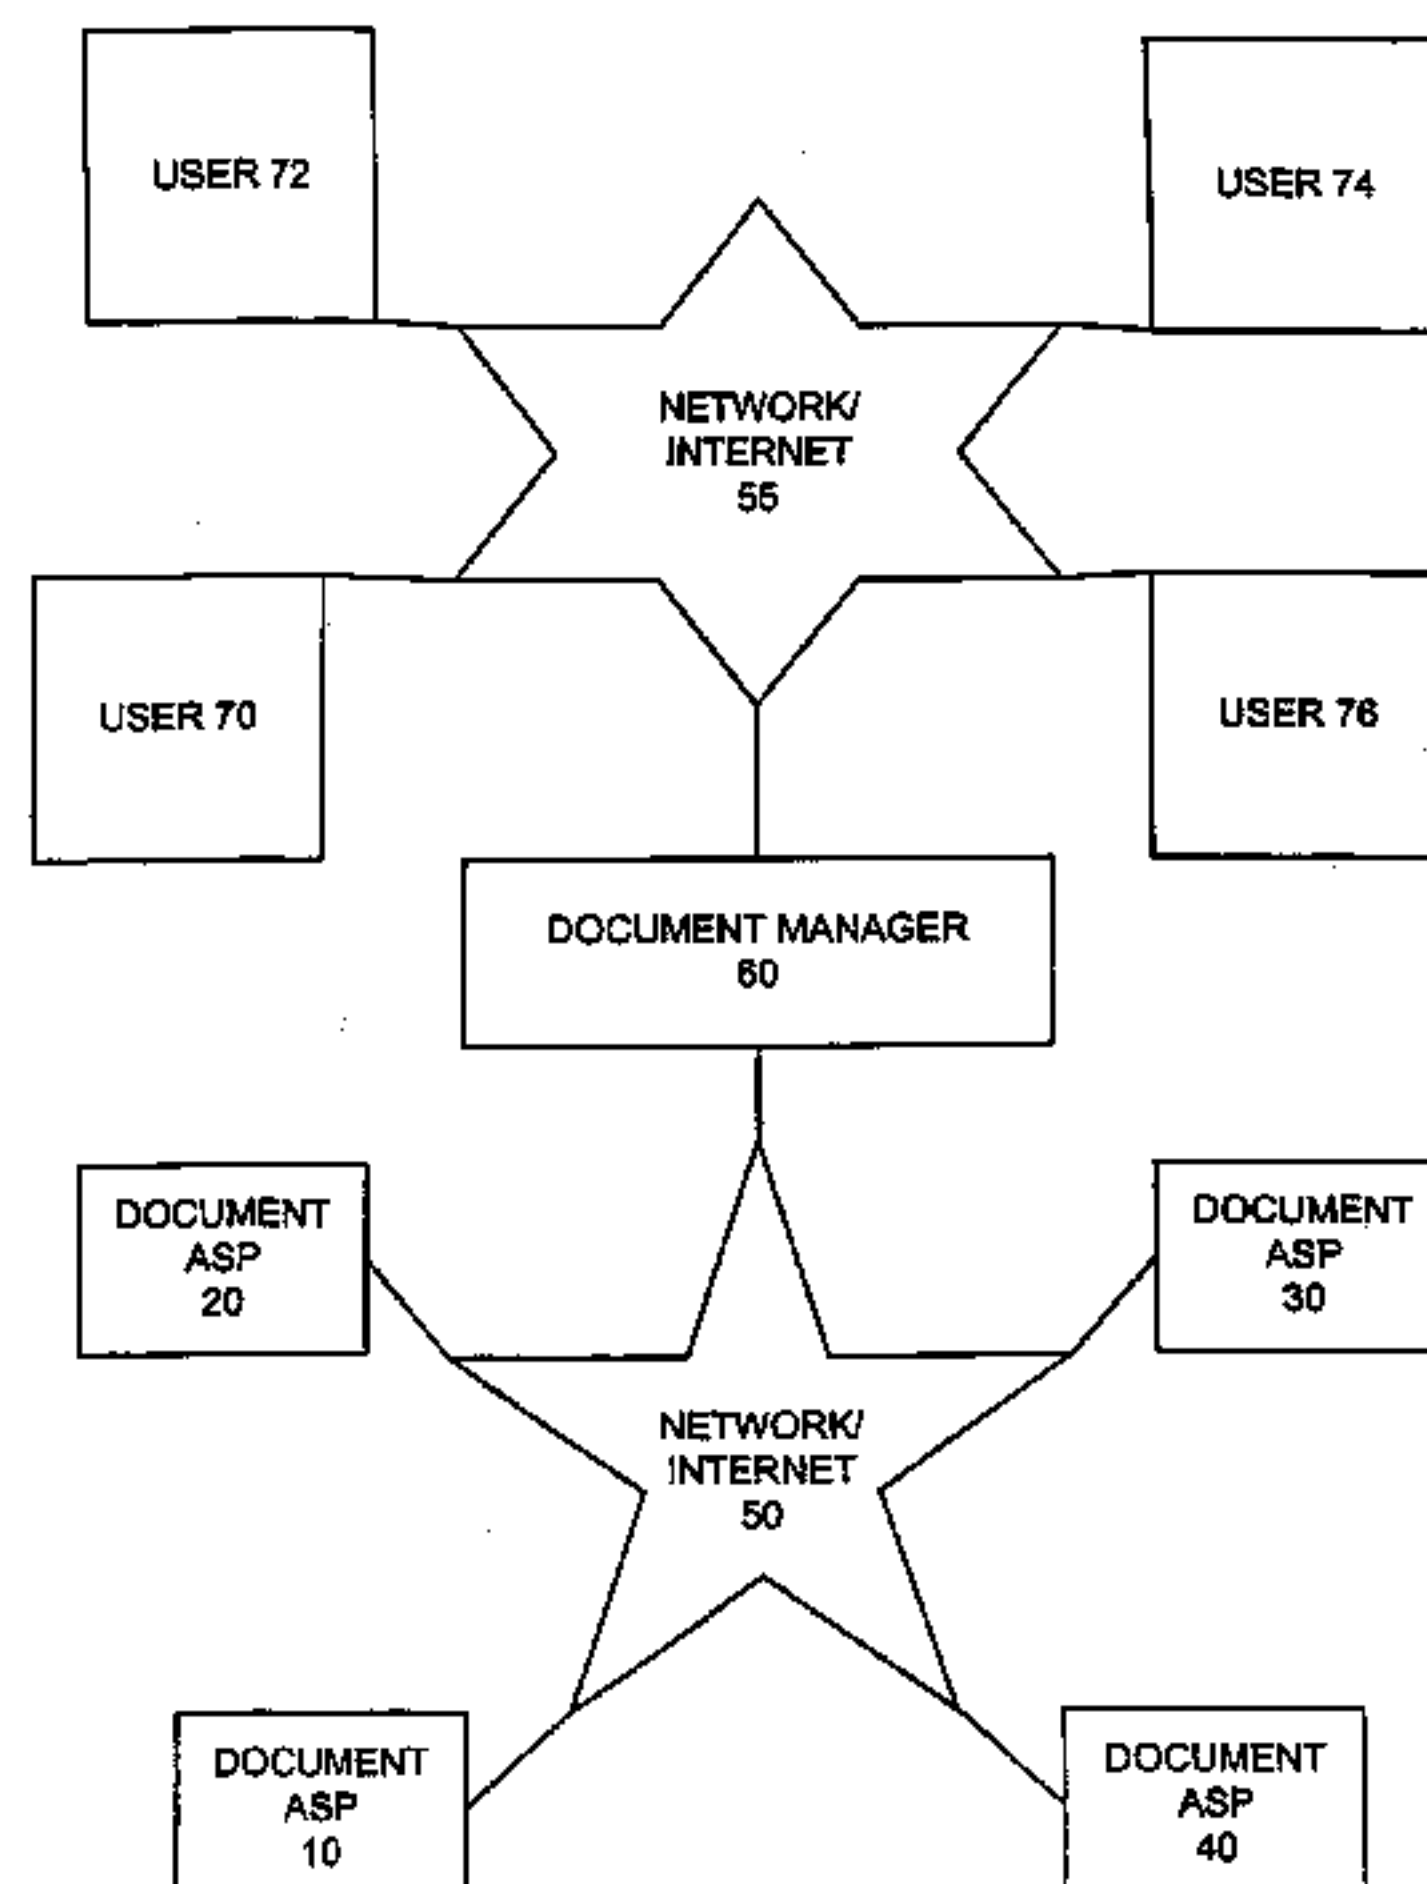 USER 72
USER 74
NETWORK/
INTERNET
55
USER 70
USER 76
DOCUMENT MANAGER
60
DOCUMENT
ASP
20
DOCUMENT
ASP
30
NETWORK/
INTERNET
50
DOCUMENT
ASP
10
DOCUMENT
ASP
40